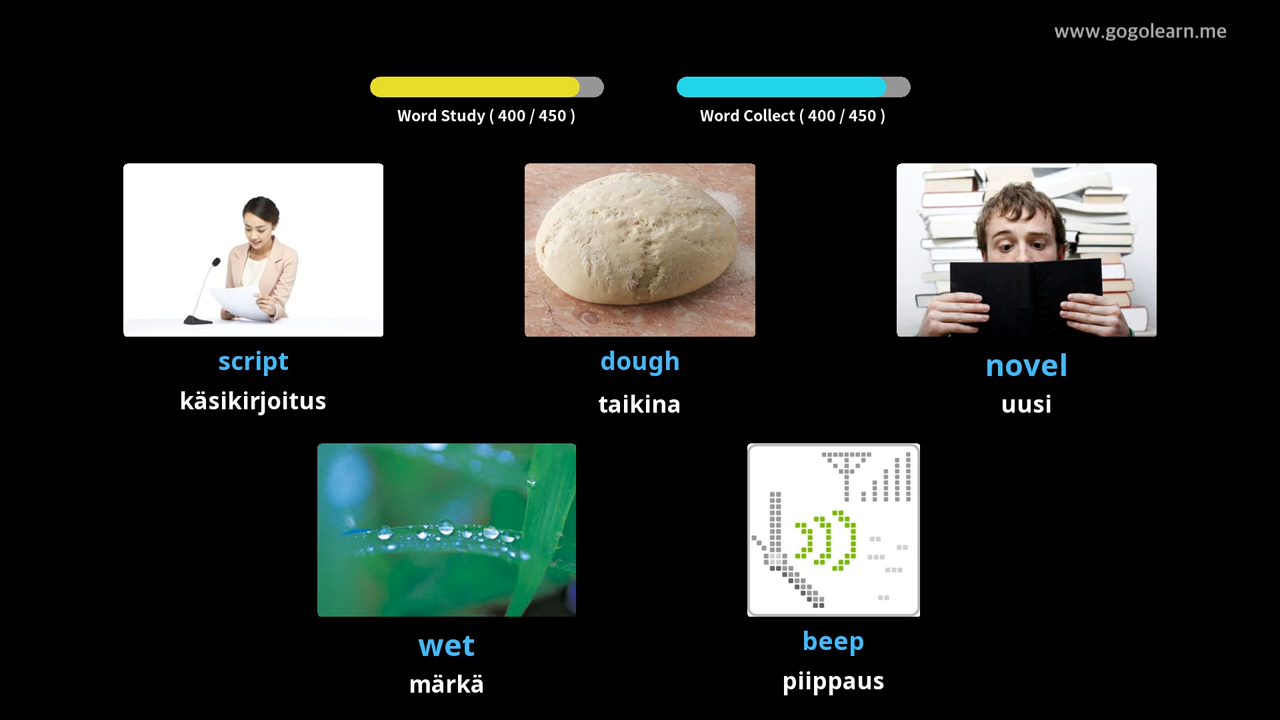 www.gogolearn.me
Word Study ( 400 / 450 )
Word Collect ( 400 / 450 )
script
käsikirjoitus
dough
taikina
novel
uusi
wet
märkä
beep
piippaus